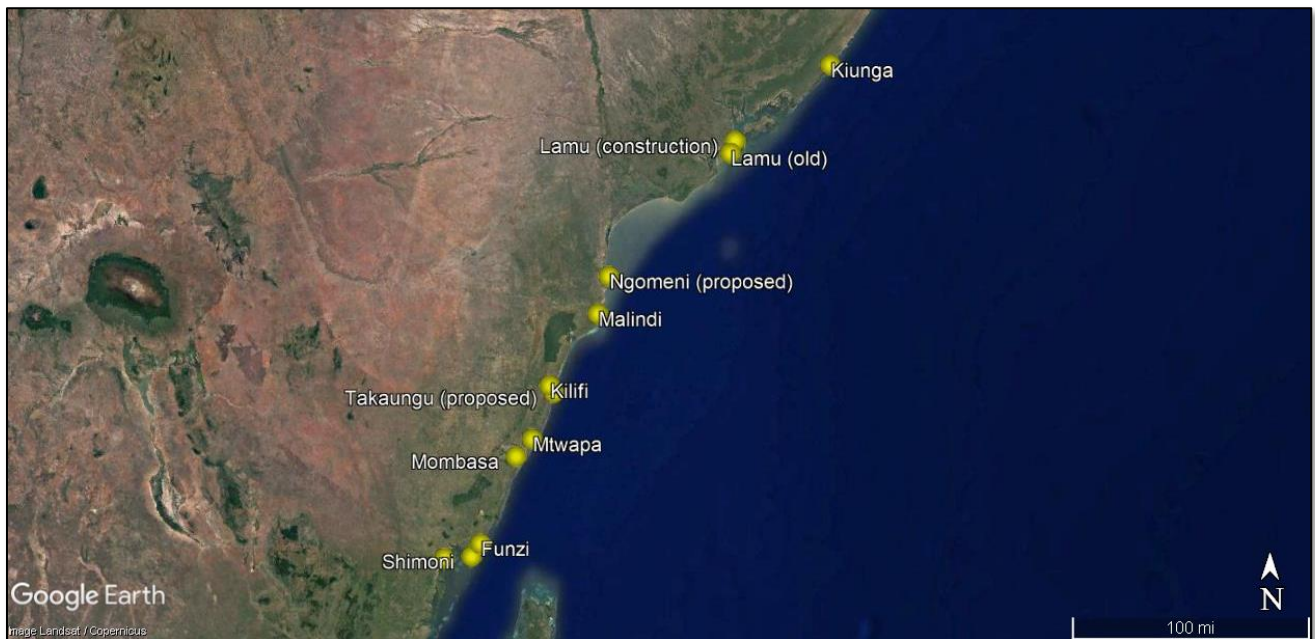 Kiunga
Lamu (construction)
Lamu (old)
Ngomeni (proposed)
Malindi
Kilifi
Takaungu (proposed)
Mtwapa
Mombasa
Funzi
Shimoni
Google Earth
N
Image Landsat / Copernicus
100 mi